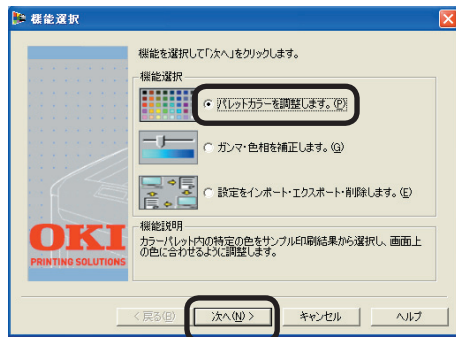 機能選択
機能を選択して「次へ」をクリックします。
機能選択
パレットカラーを調整します。(P)
ガンマ・色相を補正します。(G)
設定をインポート・エクスポート・削除します。(E)
機能説明
カラーパレット内の特定の色をサンプル印刷結果から選択し、画面上
の色に合わせるように調整します。
OKI
PRINTING SOLUTIONS
< 戻る(B)
次へ(N) >
キャンセル
ヘルプ